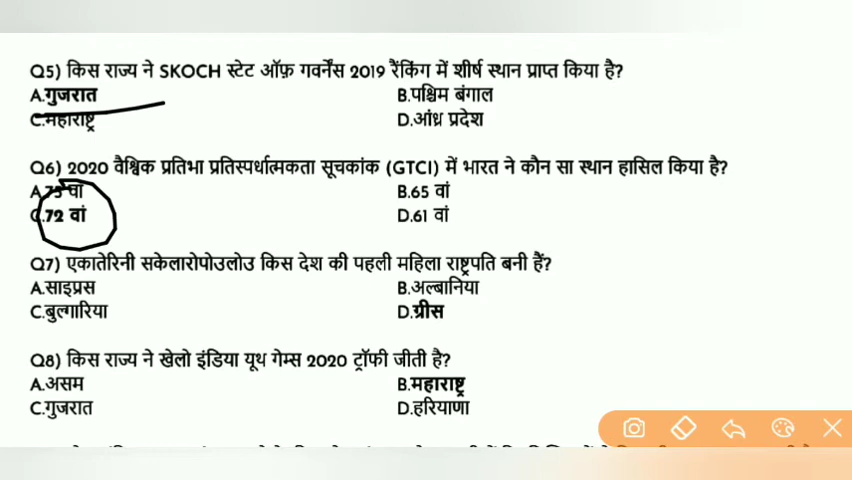 Q5) किस राज्य ने SKOCH स्टेट ऑफ़ गवर्नेंस 2019 रैंकिंग में शीर्ष स्थान प्राप्त किया है?
A.गुजरात B.पश्चिम बंगाल
C.महाराष्ट्र D.आंध्र प्रदेश
Q6) 2020 वैश्विक प्रतिभा प्रतिस्पर्धात्मकता सूचकांक (GTCI) में भारत ने कौन सा स्थान हासिल किया है?
A.75 वां B.65 वां
C.72 वां D.61 वां
Q7) एकातेरिनी सकेलारोपोउलोउ किस देश की पहली महिला राष्ट्रपति बनी हैं?
A.साइप्रस B.अल्बानिया
C.बुल्गारिया D.ग्रीस
Q8) किस राज्य ने खेलो इंडिया यूथ गेम्स 2020 ट्रॉफी जीती है?
A.असम B.महाराष्ट्र
C.गुजरात D.हरियाणा